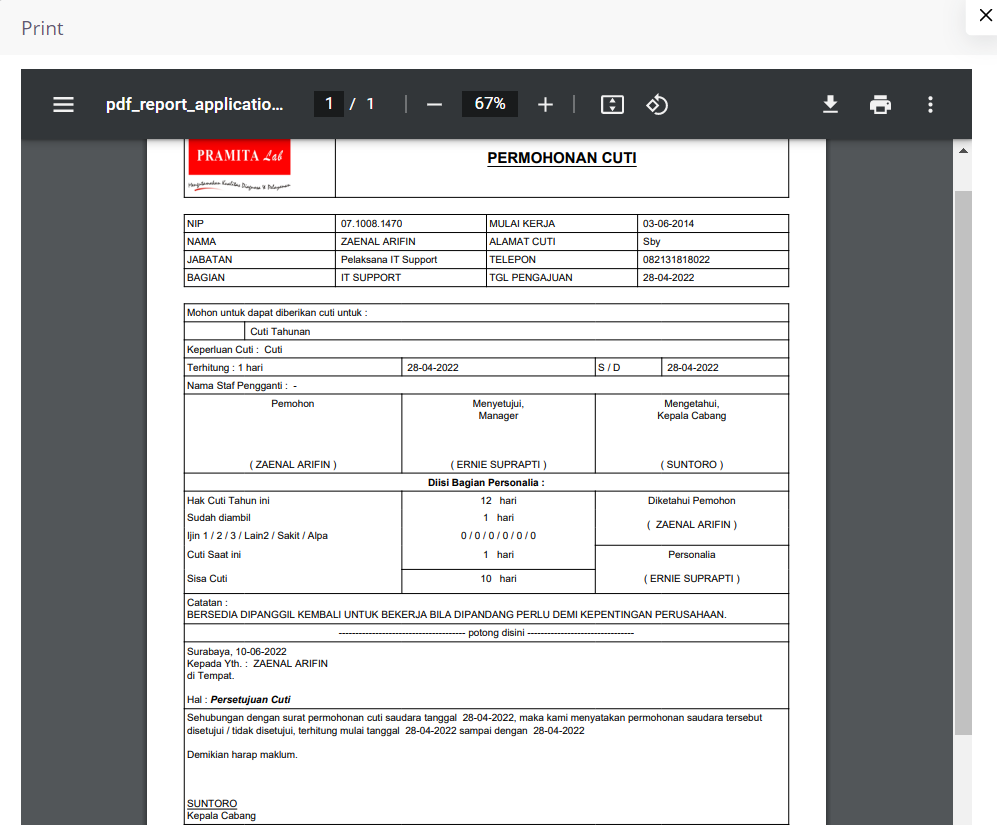 Print
pdf_report_applicatio... 1 / 1 67%
PRAMITA Lab
Mengutamakan Kualitas Diagnosa & Pelayanan
PERMOHONAN CUTI
NIP 07.1008.1470 MULAI KERJA 03-06-2014
NAMA ZAENAL ARIFIN ALAMAT CUTI Sby
JABATAN Pelaksana IT Support TELEPON 082131818022
BAGIAN IT SUPPORT TGL PENGAJUAN 28-04-2022
Mohon untuk dapat diberikan cuti untuk :
Cuti Tahunan
Keperluan Cuti : Cuti
Terhitung : 1 hari 28-04-2022 S / D 28-04-2022
Nama Staf Pengganti : -
Pemohon Menyetujui, Mengetahui,
Manager Kepala Cabang
( ZAENAL ARIFIN ) ( ERNIE SUPRAPTI ) ( SUNTORO )
Diisi Bagian Personalia :
Hak Cuti Tahun ini 12 hari Diketahui Pemohon
Sudah diambil 1 hari
( ZAENAL ARIFIN )
Ijin 1 / 2 / 3 / Lain2 / Sakit / Alpa 0 / 0 / 0 / 0 / 0 / 0
Cuti Saat ini 1 hari Personalia
Sisa Cuti 10 hari ( ERNIE SUPRAPTI )
Catatan :
BERSEDIA DIPANGGIL KEMBALI UNTUK BEKERJA BILA DIPANDANG PERLU DEMI KEPENTINGAN PERUSAHAAN.
-------------------------------------- potong disini --------------------------------
Surabaya, 10-06-2022
Kepada Yth. : ZAENAL ARIFIN
di Tempat.
Hal : Persetujuan Cuti
Sehubungan dengan surat permohonan cuti saudara tanggal 28-04-2022, maka kami menyatakan permohonan saudara tersebut
disetujui / tidak disetujui, terhitung mulai tanggal 28-04-2022 sampai dengan 28-04-2022
Demikian harap maklum.
SUNTORO
Kepala Cabang